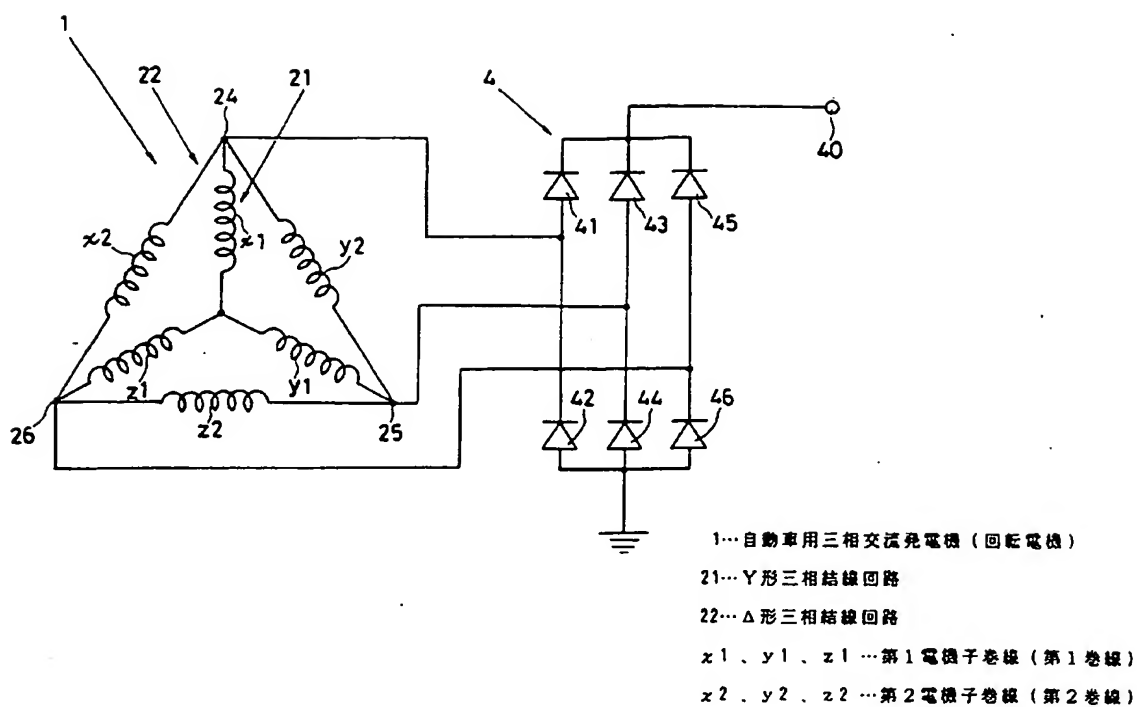 1
22
21
24
4
40
41
43
45
x2
x1
y2
z1
y1
z2
26
25
42
44
46
1…自動車用三相交流発電機(回転電機)
21…Y形三相結線回路
22…Δ形三相結線回路
x1、y1、z1…第1電機子巻線(第1巻線)
x2、y2、z2…第2電機子巻線(第2巻線)